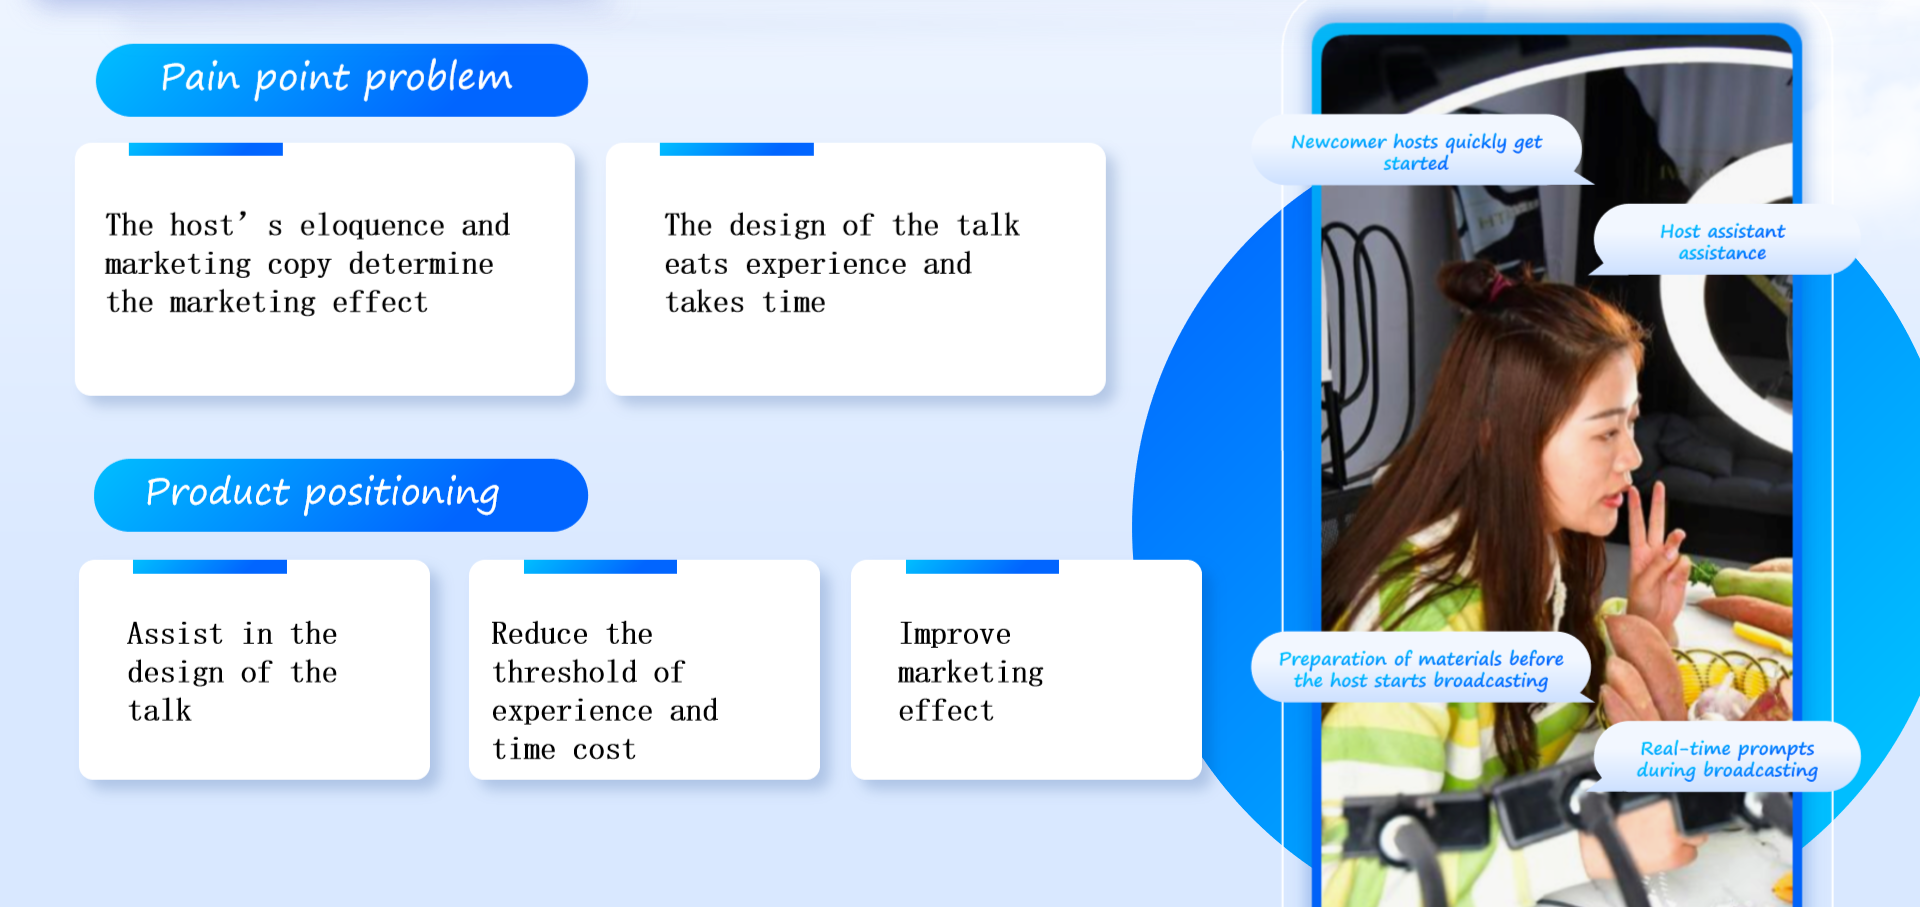 Pain point problem
The host’s eloquence and
marketing copy determine
the marketing effect
The design of the talk
eats experience and
takes time
Product positioning
Assist in the
design of the
talk
Reduce the
threshold of
experience and
time cost
Improve
marketing
effect
Newcomer hosts quickly get
started
Host assistant
assistance
Preparation of materials before
the host starts broadcasting
Real-time prompts
during broadcasting